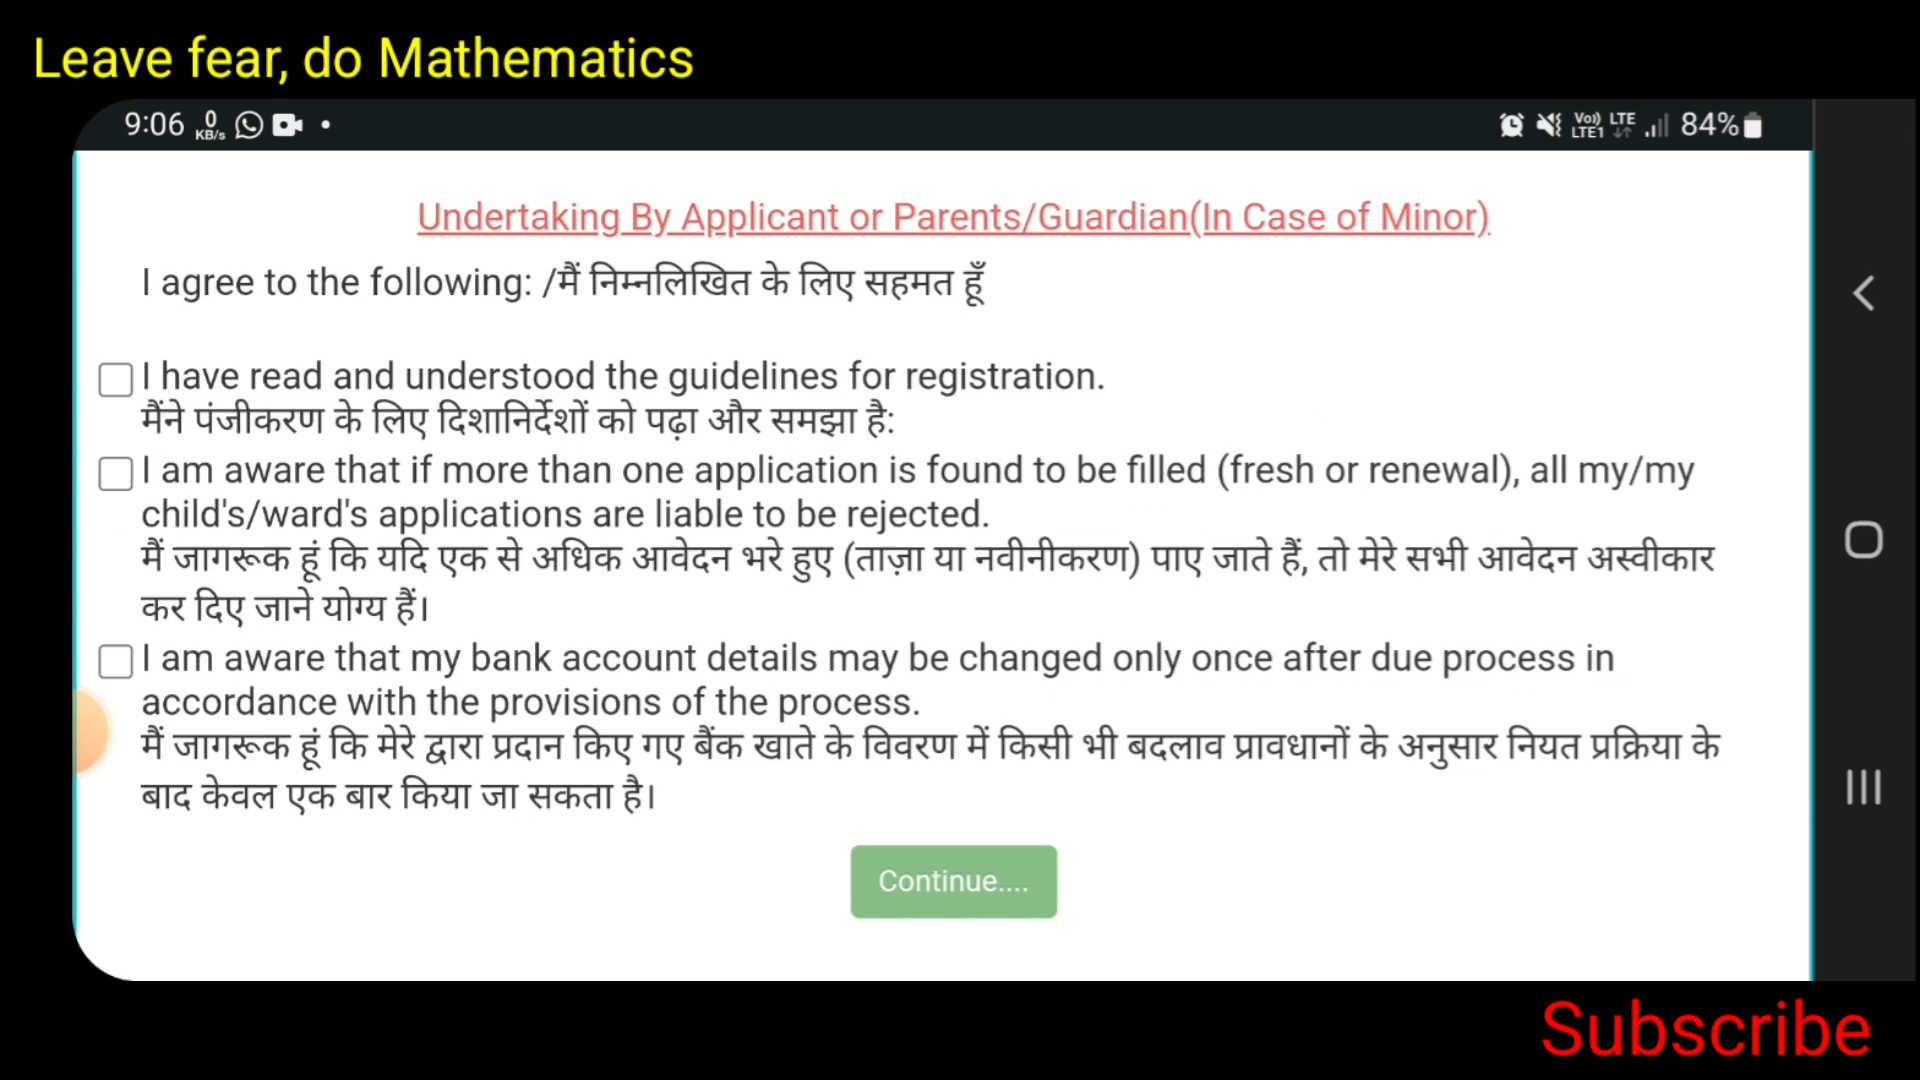 Leave fear, do Mathematics
9:06 0 KB/s Vo)) LTE1 LTE 84%
Undertaking By Applicant or Parents/Guardian(In Case of Minor)
I agree to the following: /मैं निम्नलिखित के लिए सहमत हूँ
I have read and understood the guidelines for registration.
मैंने पंजीकरण के लिए दिशानिर्देशों को पढ़ा और समझा है:
I am aware that if more than one application is found to be filled (fresh or renewal), all my/my
child's/ward's applications are liable to be rejected.
मैं जागरूक हूं कि यदि एक से अधिक आवेदन भरे हुए (ताज़ा या नवीनीकरण) पाए जाते हैं, तो मेरे सभी आवेदन अस्वीकार
कर दिए जाने योग्य हैं।
I am aware that my bank account details may be changed only once after due process in
accordance with the provisions of the process.
मैं जागरूक हूं कि मेरे द्वारा प्रदान किए गए बैंक खाते के विवरण में किसी भी बदलाव प्रावधानों के अनुसार नियत प्रक्रिया के
बाद केवल एक बार किया जा सकता है।
Continue....
Subscribe